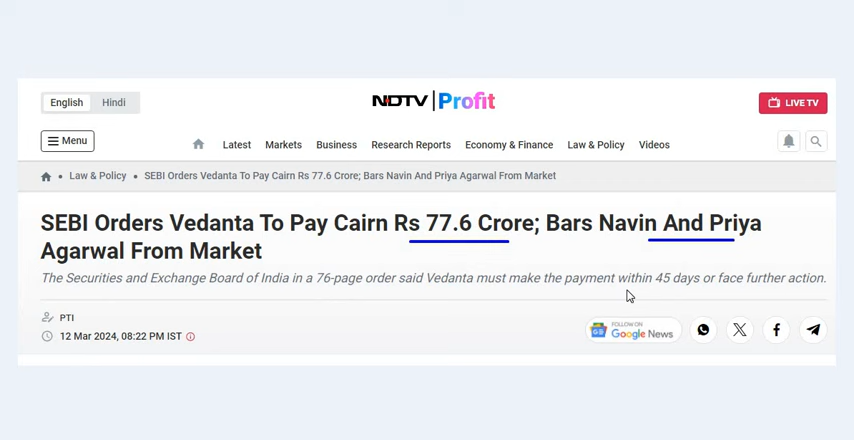 English Hindi
NDTV Profit
LIVE TV
Menu
Latest Markets Business Research Reports Economy & Finance Law & Policy Videos
Law & Policy • SEBI Orders Vedanta To Pay Cairn Rs 77.6 Crore; Bars Navin And Priya Agarwal From Market
SEBI Orders Vedanta To Pay Cairn Rs 77.6 Crore; Bars Navin And Priya
Agarwal From Market
The Securities and Exchange Board of India in a 76-page order said Vedanta must make the payment within 45 days or face further action.
PTI
12 Mar 2024, 08:22 PM IST
FOLLOW ON
Google News